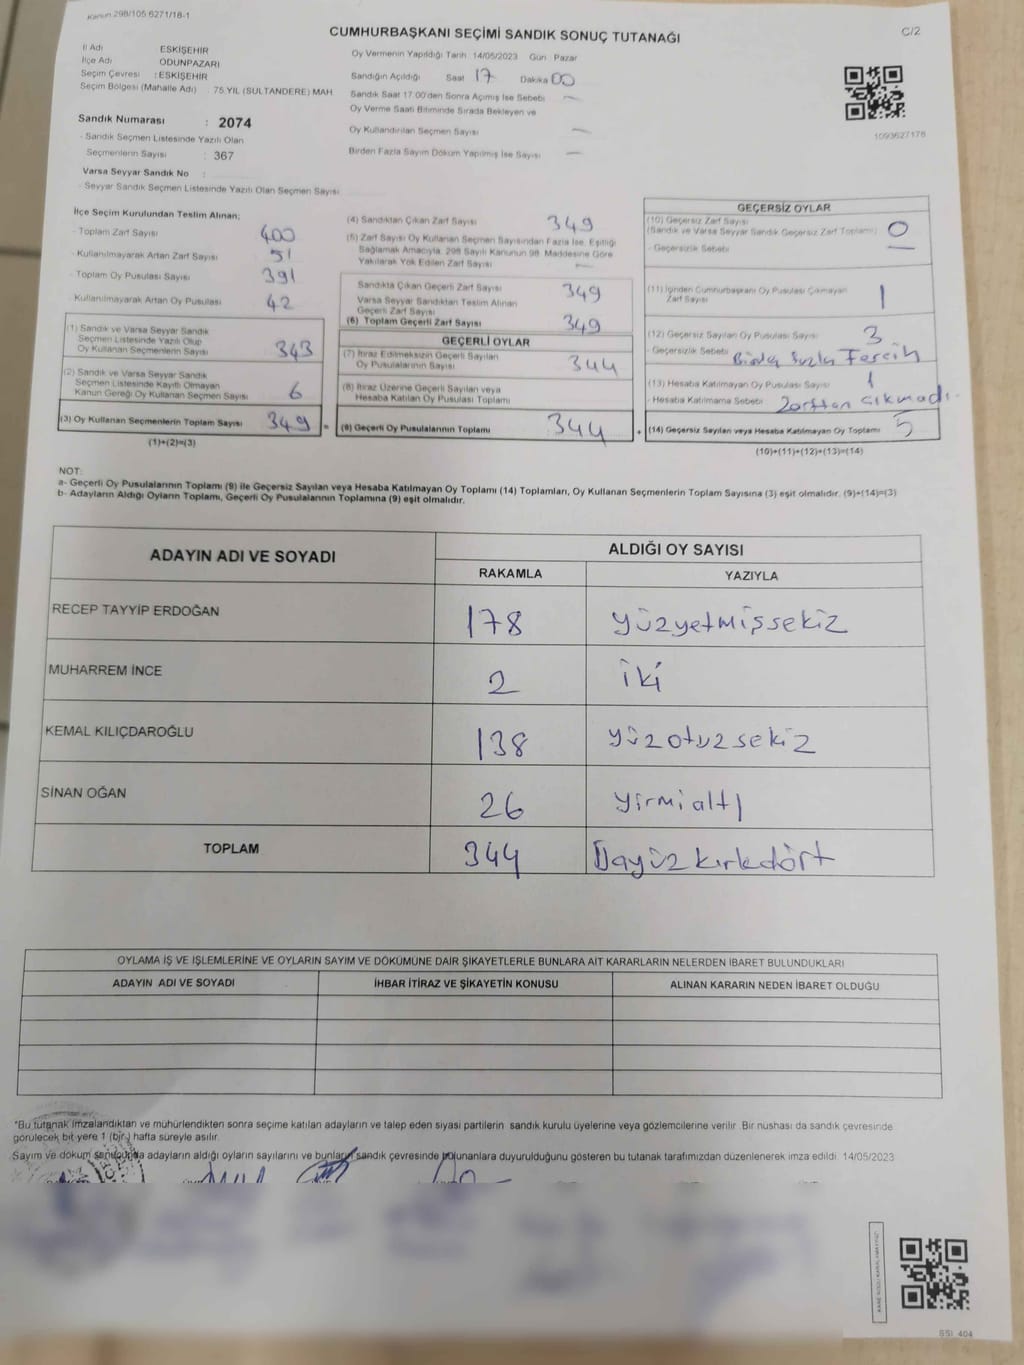 Kanun 298/105 6271/18-1
CUMHURBAŞKANI SEÇİMİ SANDIK SONUÇ TUTANAĞI
C/2
İl Adı ESKİŞEHİR
İlçe Adı ODUNPAZARI
Seçim Çevresi : ESKİŞEHİR
Seçim Bölgesi (Mahalle Adı) : 75.YIL (SULTANDERE) MAH
Sandık Numarası : 2074
- Sandık Seçmen Listesinde Yazılı Olan
Seçmenlerin Sayısı : 367
Varsa Seyyar Sandık No :
- Seyyar Sandık Seçmen Listesinde Yazılı Olan Seçmen Sayısı
Oy Vermenin Yapıldığı Tarih 14/05/2023 Gün Pazar
Sandığın Açıldığı Saat 17 Dakika 00
Sandık Saat 17.00'den Sonra Açılmış İse Sebebi —
Oy Verme Saati Bitiminde Sırada Bekleyen ve
Oy Kullandırılan Seçmen Sayısı —
Birden Fazla Sayım Döküm Yapılmış İse Sayısı —
1093627176
İlçe Seçim Kurulundan Teslim Alınan;
- Toplam Zarf Sayısı 400
- Kullanılmayarak Artan Zarf Sayısı 51
- Toplam Oy Pusulası Sayısı 391
- Kullanılmayarak Artan Oy Pusulası 42
(1) Sandık ve Varsa Seyyar Sandık
Seçmen Listesinde Yazılı Olup
Oy Kullanan Seçmenlerin Sayısı 343
(2) Sandık ve Varsa Seyyar Sandık
Seçmen Listesinde Kayıtlı Olmayan
Kanun Gereği Oy Kullanan Seçmen Sayısı 6
(3) Oy Kullanan Seçmenlerin Toplam Sayısı 349 =
(1)+(2)=(3)
(4) Sandıktan Çıkan Zarf Sayısı 349
(5) Zarf Sayısı Oy Kullanan Seçmen Sayısından Fazla İse, Eşitliği
Sağlamak Amacıyla, 298 Sayılı Kanunun 98. Maddesine Göre
Yakılarak Yok Edilen Zarf Sayısı —
Sandıkta Çıkan Geçerli Zarf Sayısı 349
Varsa Seyyar Sandıktan Teslim Alınan
Geçerli Zarf Sayısı
(6) Toplam Geçerli Zarf Sayısı 349
GEÇERLİ OYLAR
(7) İtiraz Edilmeksizin Geçerli Sayılan
Oy Pusulalarının Sayısı 344
(8) İtiraz Üzerine Geçerli Sayılan veya
Hesaba Katılan Oy Pusulası Toplamı
(9) Geçerli Oy Pusulalarının Toplamı 344 +
GEÇERSİZ OYLAR
(10) Geçersiz Zarf Sayısı
(Sandık ve Varsa Seyyar Sandık Geçersiz Zarf Toplamı) 0
- Geçersizlik Sebebi —
(11) İçinden Cumhurbaşkanı Oy Pusulası Çıkmayan
Zarf Sayısı 1
(12) Geçersiz Sayılan Oy Pusulası Sayısı 3
- Geçersizlik Sebebi Birden fazla Tercih
(13) Hesaba Katılmayan Oy Pusulası Sayısı 1
- Hesaba Katılmama Sebebi Zarftan Çıkmadı.
(14) Geçersiz Sayılan veya Hesaba Katılmayan Oy Toplamı 5
(10)+(11)+(12)+(13)=(14)
NOT:
a- Geçerli Oy Pusulalarının Toplamı (9) ile Geçersiz Sayılan veya Hesaba Katılmayan Oy Toplamı (14) Toplamları, Oy Kullanan Seçmenlerin Toplam Sayısına (3) eşit olmalıdır. (9)+(14)=(3)
b- Adayların Aldığı Oyların Toplamı, Geçerli Oy Pusulalarının Toplamına (9) eşit olmalıdır.
ADAYIN ADI VE SOYADI
ALDIĞI OY SAYISI
RAKAMLA YAZIYLA
RECEP TAYYİP ERDOĞAN 178 yüzyetmişsekiz
MUHARREM İNCE 2 iki
KEMAL KILIÇDAROĞLU 138 yüzotuzsekiz
SİNAN OĞAN 26 yirmialtı
TOPLAM 344 Üçyüzkırkdört
OYLAMA İŞ VE İŞLEMLERİNE VE OYLARIN SAYIM VE DÖKÜMÜNE DAİR ŞİKAYETLERLE BUNLARA AİT KARARLARIN NELERDEN İBARET BULUNDUKLARI
ADAYIN ADI VE SOYADI İHBAR İTİRAZ VE ŞİKAYETİN KONUSU ALINAN KARARIN NEDEN İBARET OLDUĞU
*Bu tutanak imzalandıktan ve mühürlendikten sonra seçime katılan adayların ve talep eden siyasi partilerin sandık kurulu üyelerine veya gözlemcilerine verilir. Bir nüshası da sandık çevresinde
görülecek bir yere 1 (bir) hafta süreyle asılır.
Sayım ve döküm sonucunda adayların aldığı oyların sayılarını ve bunların sandık çevresinde bulunanlara duyurulduğunu gösteren bu tutanak tarafımızdan düzenlenerek imza edildi. 14/05/2023
SSI 404